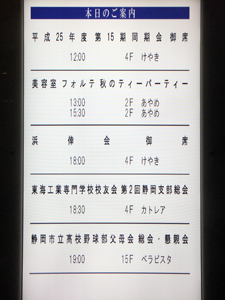 本日のご案内
平成25年度 第15期同期会 御席
12:00 4F けやき
美容室フォルテ秋のティーパーティー
13:00 2F あやめ
15:30 2F あやめ
浜伸会 御席
18:00 4F けやき
東海工業専門学校校友会 第2回静岡支部総会
18:30 4F カトレア
静岡市立高校野球部父母会 総会・懇親会
19:00 15F ベラビスタ